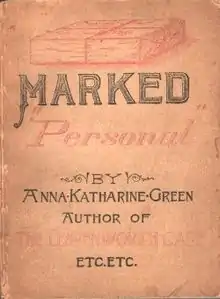 MARKED
"Personal"
BY
ANNA·KATHARINE·GREEN
AUTHOR OF
THE LEAVENWORTH CASE
ETC.ETC.